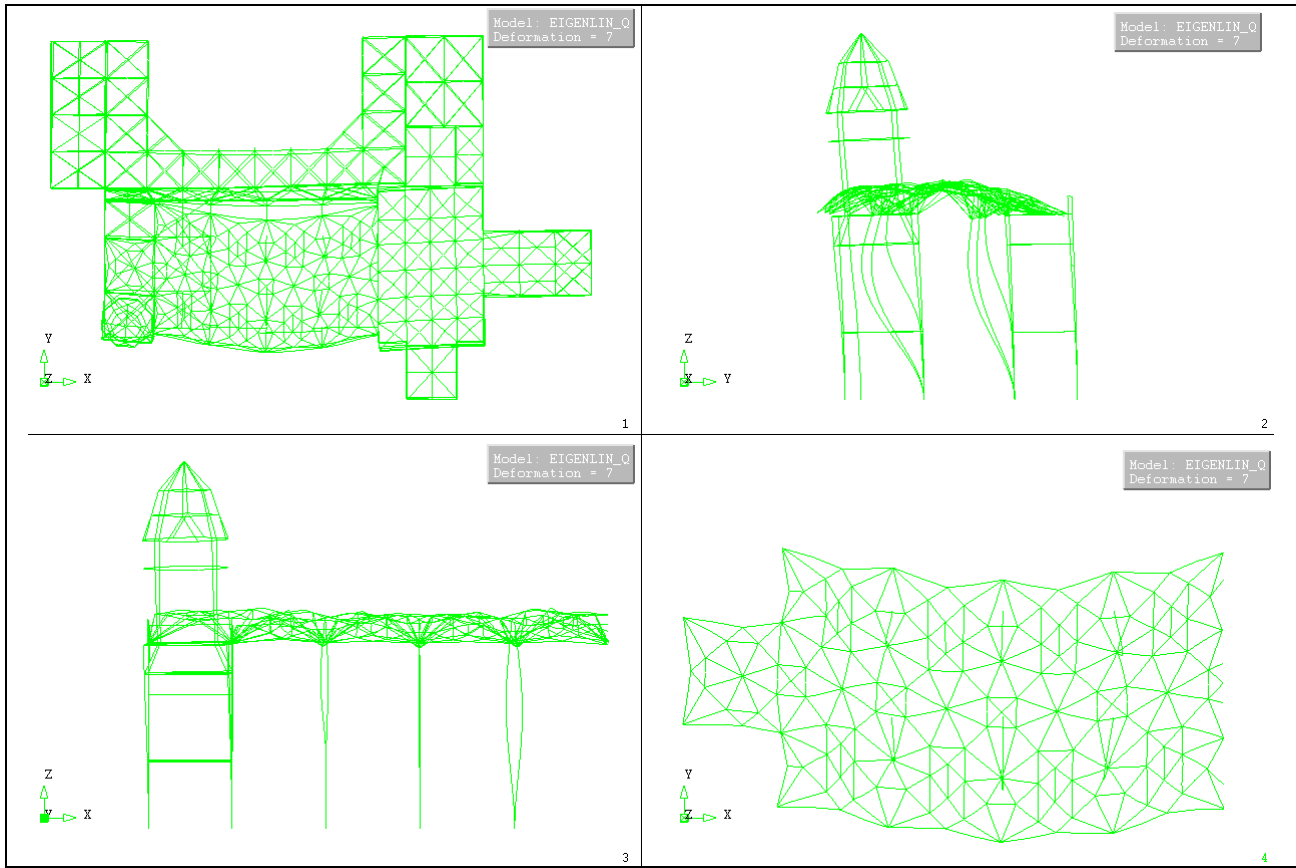 Model: EIGENLIN_Q
Deformation = 7
Y
Z X
1
Model: EIGENLIN_Q
Deformation = 7
Z
X Y
2
Model: EIGENLIN_Q
Deformation = 7
Z
Y X
3
Model: EIGENLIN_Q
Deformation = 7
Y
Z X
4